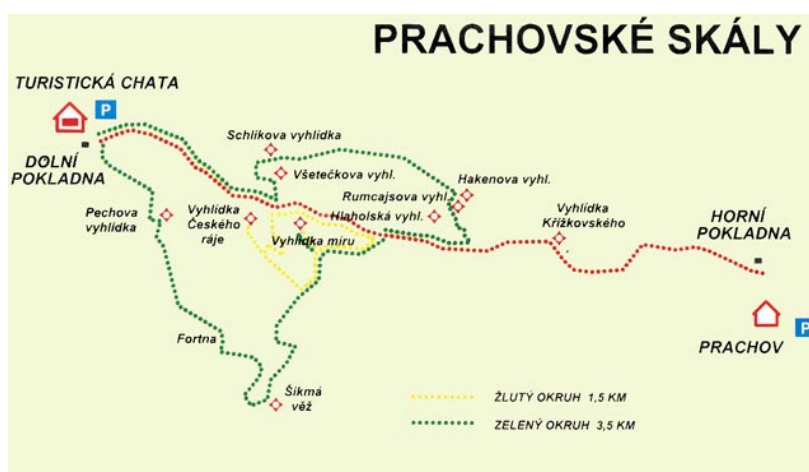 PRACHOVSKÉ SKÁLY
TURISTICKÁ CHATA
P
DOLNÍ
POKLADNA
Schlikova vyhlídka
Všetečkova vyhl.
Hakenova vyhl.
Rumcajsova vyhl.
Hlaholská vyhl.
Pechova
vyhlídka
Vyhlídka
Českého
ráje
Vyhlídka míru
Vyhlídka
Křížkovského
HORNÍ
POKLADNA
P
PRACHOV
Fortna
Šikmá
věž
ŽLUTÝ OKRUH 1,5 KM
ZELENÝ OKRUH 3,5 KM